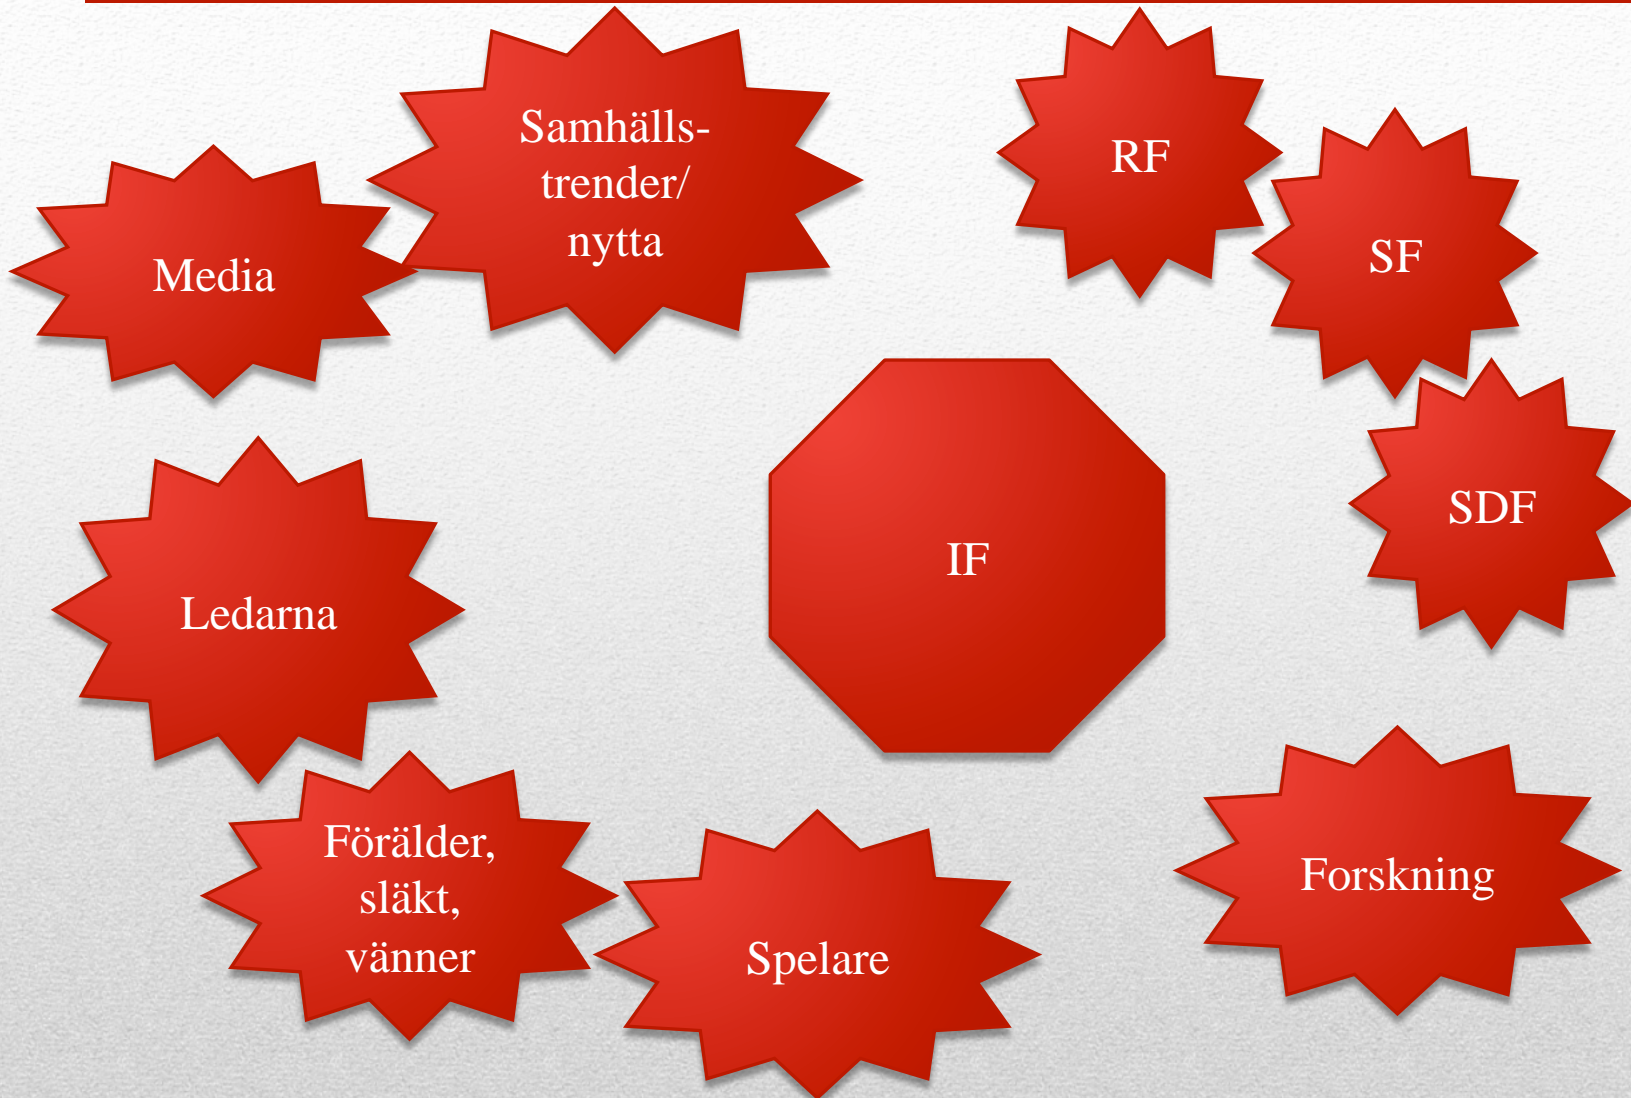 Samhälls-
trender/
nytta
RF
SF
Media
SDF
IF
Ledarna
Förälder,
släkt,
vänner
Spelare
Forskning